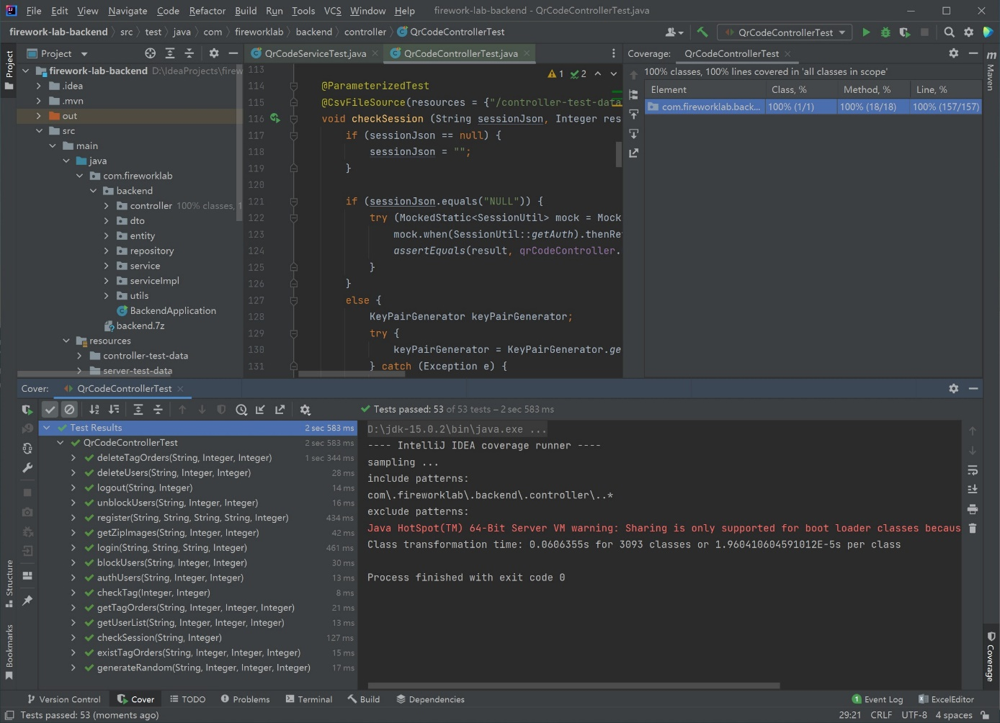 File Edit View Navigate Code Refactor Build Run Tools VCS Window Help firework-lab-backend - QrCodeControllerTest.java
firework-lab-backend src test java com fireworklab backend controller QrCodeControllerTest
QrCodeControllerTest
Project
QrCodeServiceTest.java
QrCodeControllerTest.java
Coverage: QrCodeControllerTest
firework-lab-backend D:\IdeaProjects\firew
.idea
.mvn
out
src
main
java
com.fireworklab
backend
controller 100% classes, 1
dto
entity
repository
service
serviceImpl
utils
BackendApplication
backend.7z
resources
controller-test-data
server-test-data
1 2
113
114 @ParameterizedTest
115 @CsvFileSource(resources = {"/controller-test-data
116 void checkSession (String sessionJson, Integer res
117 if (sessionJson == null) {
118 sessionJson = "";
119 }
120
121 if (sessionJson.equals("NULL")) {
122 try (MockedStatic<SessionUtil> mock = Mock
123 mock.when(SessionUtil::getAuth).thenRe
124 assertEquals(result, qrCodeController.
125 }
126 }
127 else {
128 KeyPairGenerator keyPairGenerator;
129 try {
130 keyPairGenerator = KeyPairGenerator.ge
131 } catch (Exception e) {
100% classes, 100% lines covered in 'all classes in scope'
Element Class, % Method, % Line, %
com.fireworklab.back... 100% (1/1) 100% (18/18) 100% (157/157)
Project
Structure
Bookmarks
Maven
Coverage
Cover: QrCodeControllerTest
Tests passed: 53 of 53 tests – 2 sec 583 ms
Test Results 2 sec 583 ms
QrCodeControllerTest 2 sec 583 ms
deleteTagOrders(String, Integer, Integer) 1 sec 344 ms
deleteUsers(String, Integer, Integer) 28 ms
logout(String, Integer) 14 ms
unblockUsers(String, Integer, Integer) 16 ms
register(String, String, String, String, Integer) 434 ms
getZipImages(String, Integer, Integer) 42 ms
login(String, String, String, Integer) 461 ms
blockUsers(String, Integer, Integer) 30 ms
authUsers(String, Integer, Integer) 13 ms
checkTag(Integer, Integer) 8 ms
getTagOrders(String, Integer, Integer, Integer) 21 ms
getUserList(String, String, Integer, Integer, Integer) 13 ms
checkSession(String, Integer) 127 ms
existTagOrders(String, Integer, Integer, Integer) 15 ms
generateRandom(String, Integer, Integer, Integer) 17 ms
D:\jdk-15.0.2\bin\java.exe ...
---- IntelliJ IDEA coverage runner ----
sampling ...
include patterns:
com\.fireworklab\.backend\.controller\..*
exclude patterns:
Java HotSpot(TM) 64-Bit Server VM warning: Sharing is only supported for boot loader classes becaus
Class transformation time: 0.0606355s for 3093 classes or 1.960410604591012E-5s per class
Process finished with exit code 0
Version Control Cover TODO Problems Terminal Build Dependencies 1 Event Log ExcelEditor
Tests passed: 53 (moments ago) 29:21 CRLF UTF-8 4 spaces